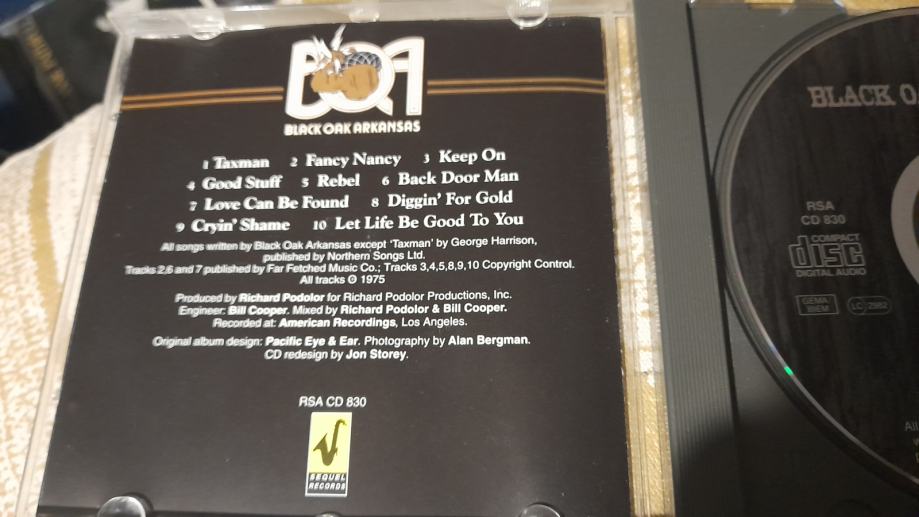 BOA
BLACK OAK ARKANSAS
1 Taxman 2 Fancy Nancy 3 Keep On
4 Good Stuff 5 Rebel 6 Back Door Man
7 Love Can Be Found 8 Diggin' For Gold
9 Cryin' Shame 10 Let Life Be Good To You
All songs written by Black Oak Arkansas except 'Taxman' by George Harrison,
published by Northern Songs Ltd.
Tracks 2,6 and 7 published by Far Fetched Music Co.; Tracks 3,4,5,8,9,10 Copyright Control.
All tracks ℗ 1975
Produced by Richard Podolor for Richard Podolor Productions, Inc.
Engineer: Bill Cooper. Mixed by Richard Podolor & Bill Cooper.
Recorded at: American Recordings, Los Angeles.
Original album design: Pacific Eye & Ear. Photography by Alan Bergman.
CD redesign by Jon Storey.
RSA CD 830
SEQUEL
RECORDS
BLACK O
RSA
CD 830
COMPACT
disc
DIGITAL AUDIO
GEMA
BIEM
LC 2982